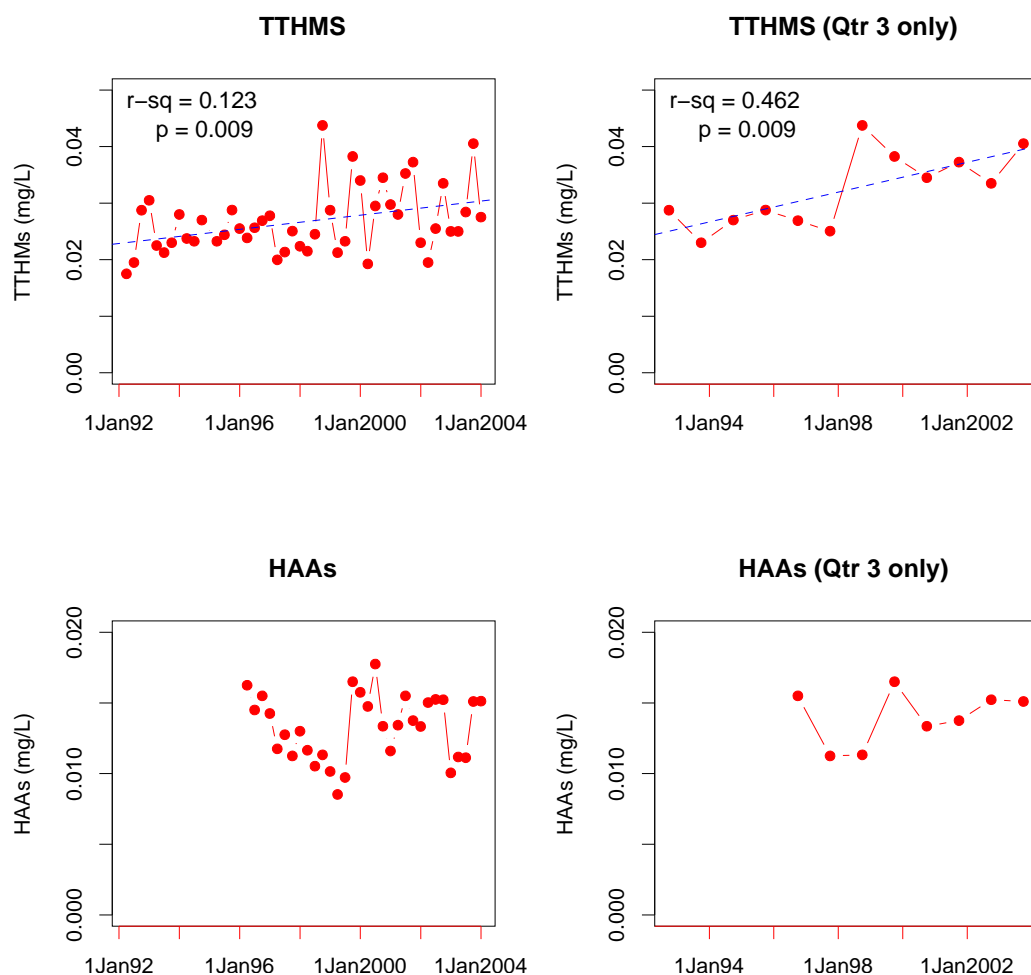 TTHMS
r−sq = 0.123
p = 0.009
TTHMs (mg/L)
0.00
0.02
0.04
1Jan92
1Jan96
1Jan2000
1Jan2004
TTHMS (Qtr 3 only)
r−sq = 0.462
p = 0.009
TTHMs (mg/L)
0.00
0.02
0.04
1Jan94
1Jan98
1Jan2002
HAAs
HAAs (mg/L)
0.000
0.010
0.020
1Jan92
1Jan96
1Jan2000
1Jan2004
HAAs (Qtr 3 only)
HAAs (mg/L)
0.000
0.010
0.020
1Jan94
1Jan98
1Jan2002